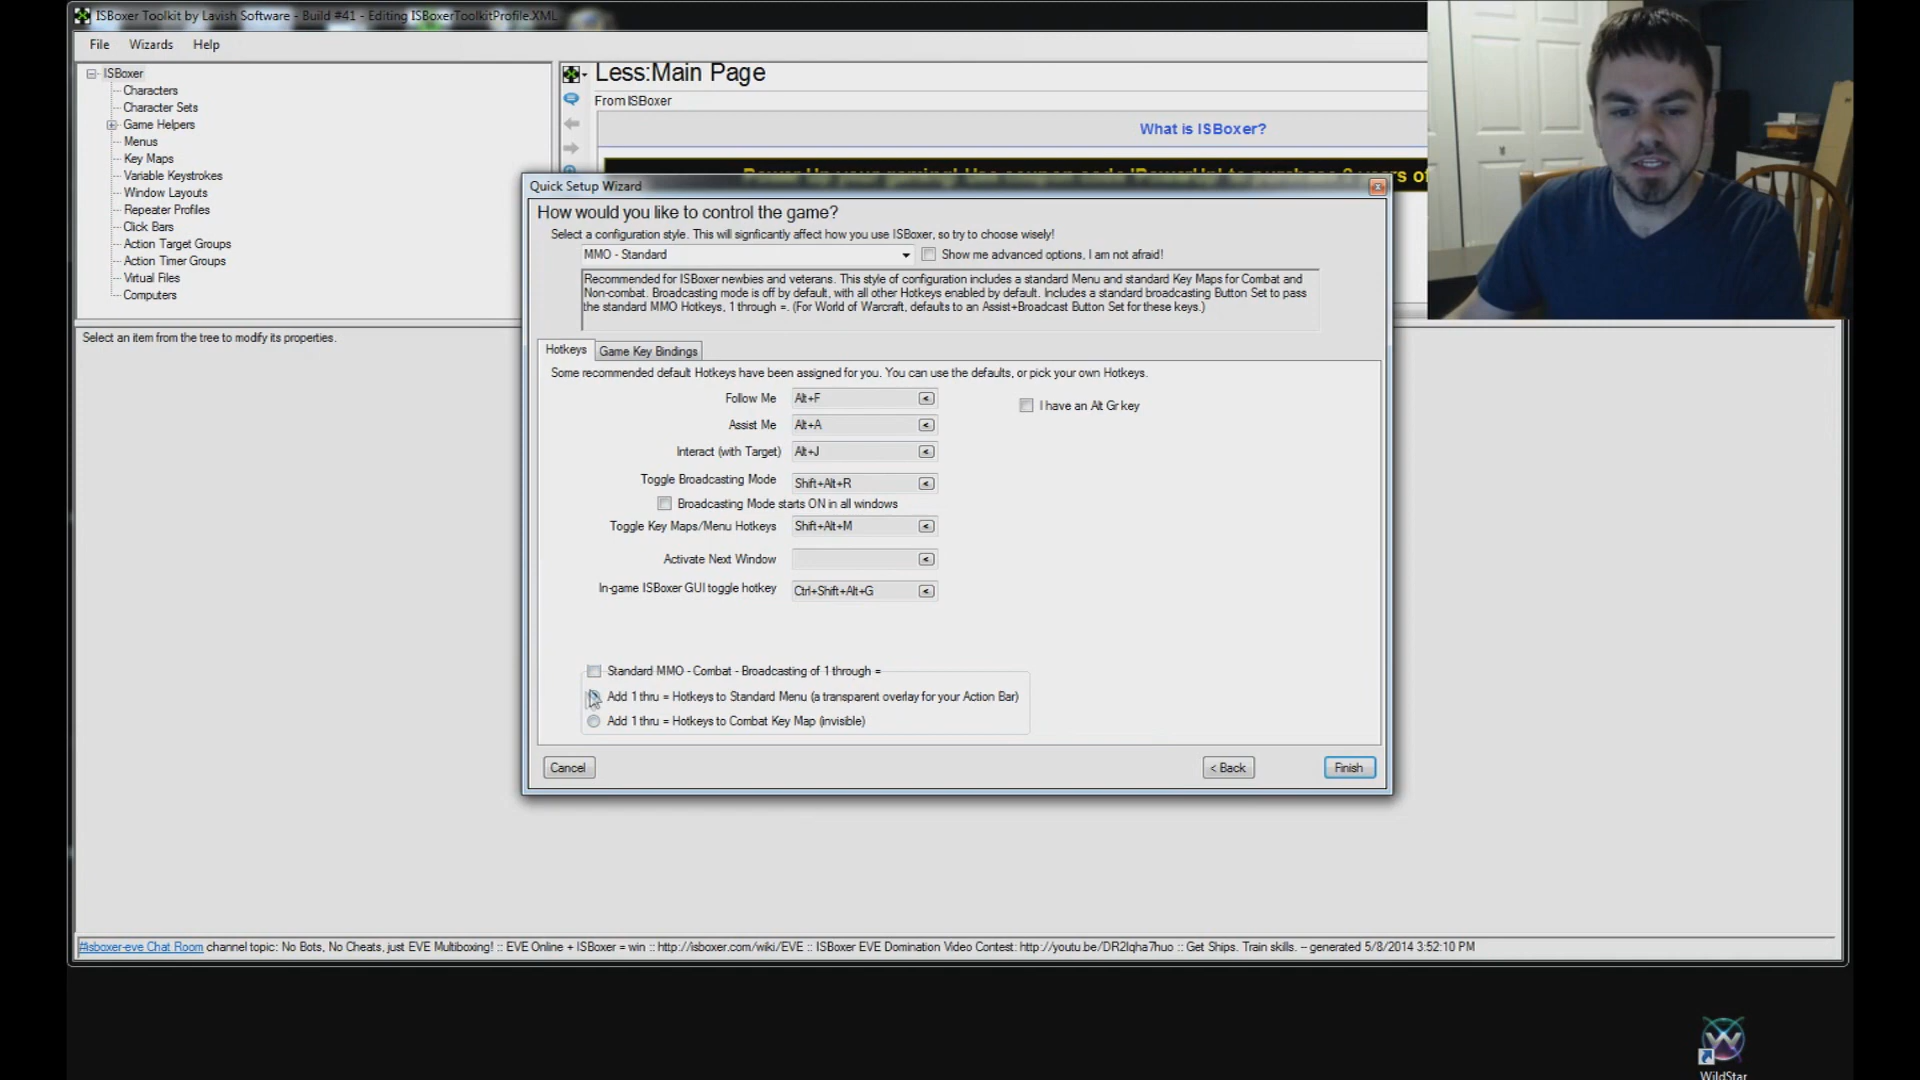 ISBoxer Toolkit by Lavish Software - Build #41 - Editing ISBoxerToolkitProfile.XML
File Wizards Help
ISBoxer
Characters
Character Sets
Game Helpers
Menus
Key Maps
Variable Keystrokes
Window Layouts
Repeater Profiles
Click Bars
Action Target Groups
Action Timer Groups
Virtual Files
Computers
Select an item from the tree to modify its properties.
Less:Main Page
From ISBoxer
What is ISBoxer?
Power Up your gaming! Use coupon code 'PowerUp' to purchase 2 years of
Quick Setup Wizard
How would you like to control the game?
Select a configuration style. This will signficantly affect how you use ISBoxer, so try to choose wisely!
MMO - Standard
Show me advanced options, I am not afraid!
Recommended for ISBoxer newbies and veterans. This style of configuration includes a standard Menu and standard Key Maps for Combat and
Non-combat. Broadcasting mode is off by default, with all other Hotkeys enabled by default. Includes a standard broadcasting Button Set to pass
the standard MMO Hotkeys, 1 through =. (For World of Warcraft, defaults to an Assist+Broadcast Button Set for these keys.)
Hotkeys Game Key Bindings
Some recommended default Hotkeys have been assigned for you. You can use the defaults, or pick your own Hotkeys.
Follow Me Alt+F <
I have an Alt Gr key
Assist Me Alt+A <
Interact (with Target) Alt+J <
Toggle Broadcasting Mode Shift+Alt+R <
Broadcasting Mode starts ON in all windows
Toggle Key Maps/Menu Hotkeys Shift+Alt+M <
Activate Next Window <
In-game ISBoxer GUI toggle hotkey Ctrl+Shift+Alt+G <
Standard MMO - Combat - Broadcasting of 1 through =
Add 1 thru = Hotkeys to Standard Menu (a transparent overlay for your Action Bar)
Add 1 thru = Hotkeys to Combat Key Map (invisible)
Cancel < Back Finish
#isboxer-eve Chat Room channel topic: No Bots, No Cheats, just EVE Multiboxing! :: EVE Online + ISBoxer = win :: http://isboxer.com/wiki/EVE :: ISBoxer EVE Domination Video Contest: http://youtu.be/DR2Iqha7huo :: Get Ships. Train skills. -- generated 5/8/2014 3:52:10 PM
WildStar